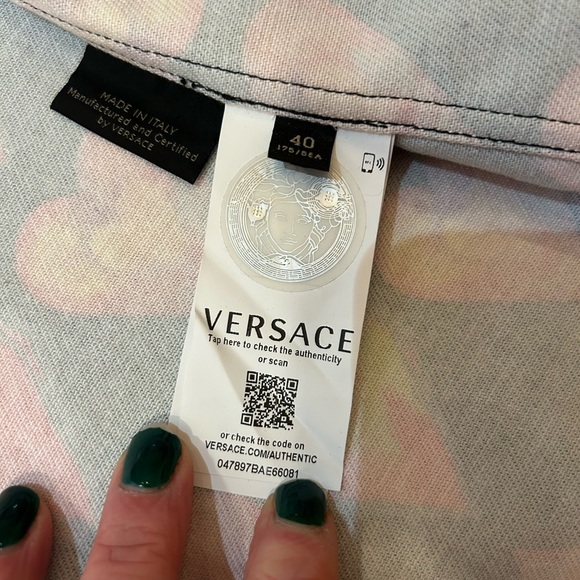 MADE IN ITALY
Manufactured and Certified
by VERSACE
40
175/8EA
VERSACE
Tap here to check the authenticity
or scan
or check the code on
VERSACE.COM/AUTHENTIC
047897BAE66081